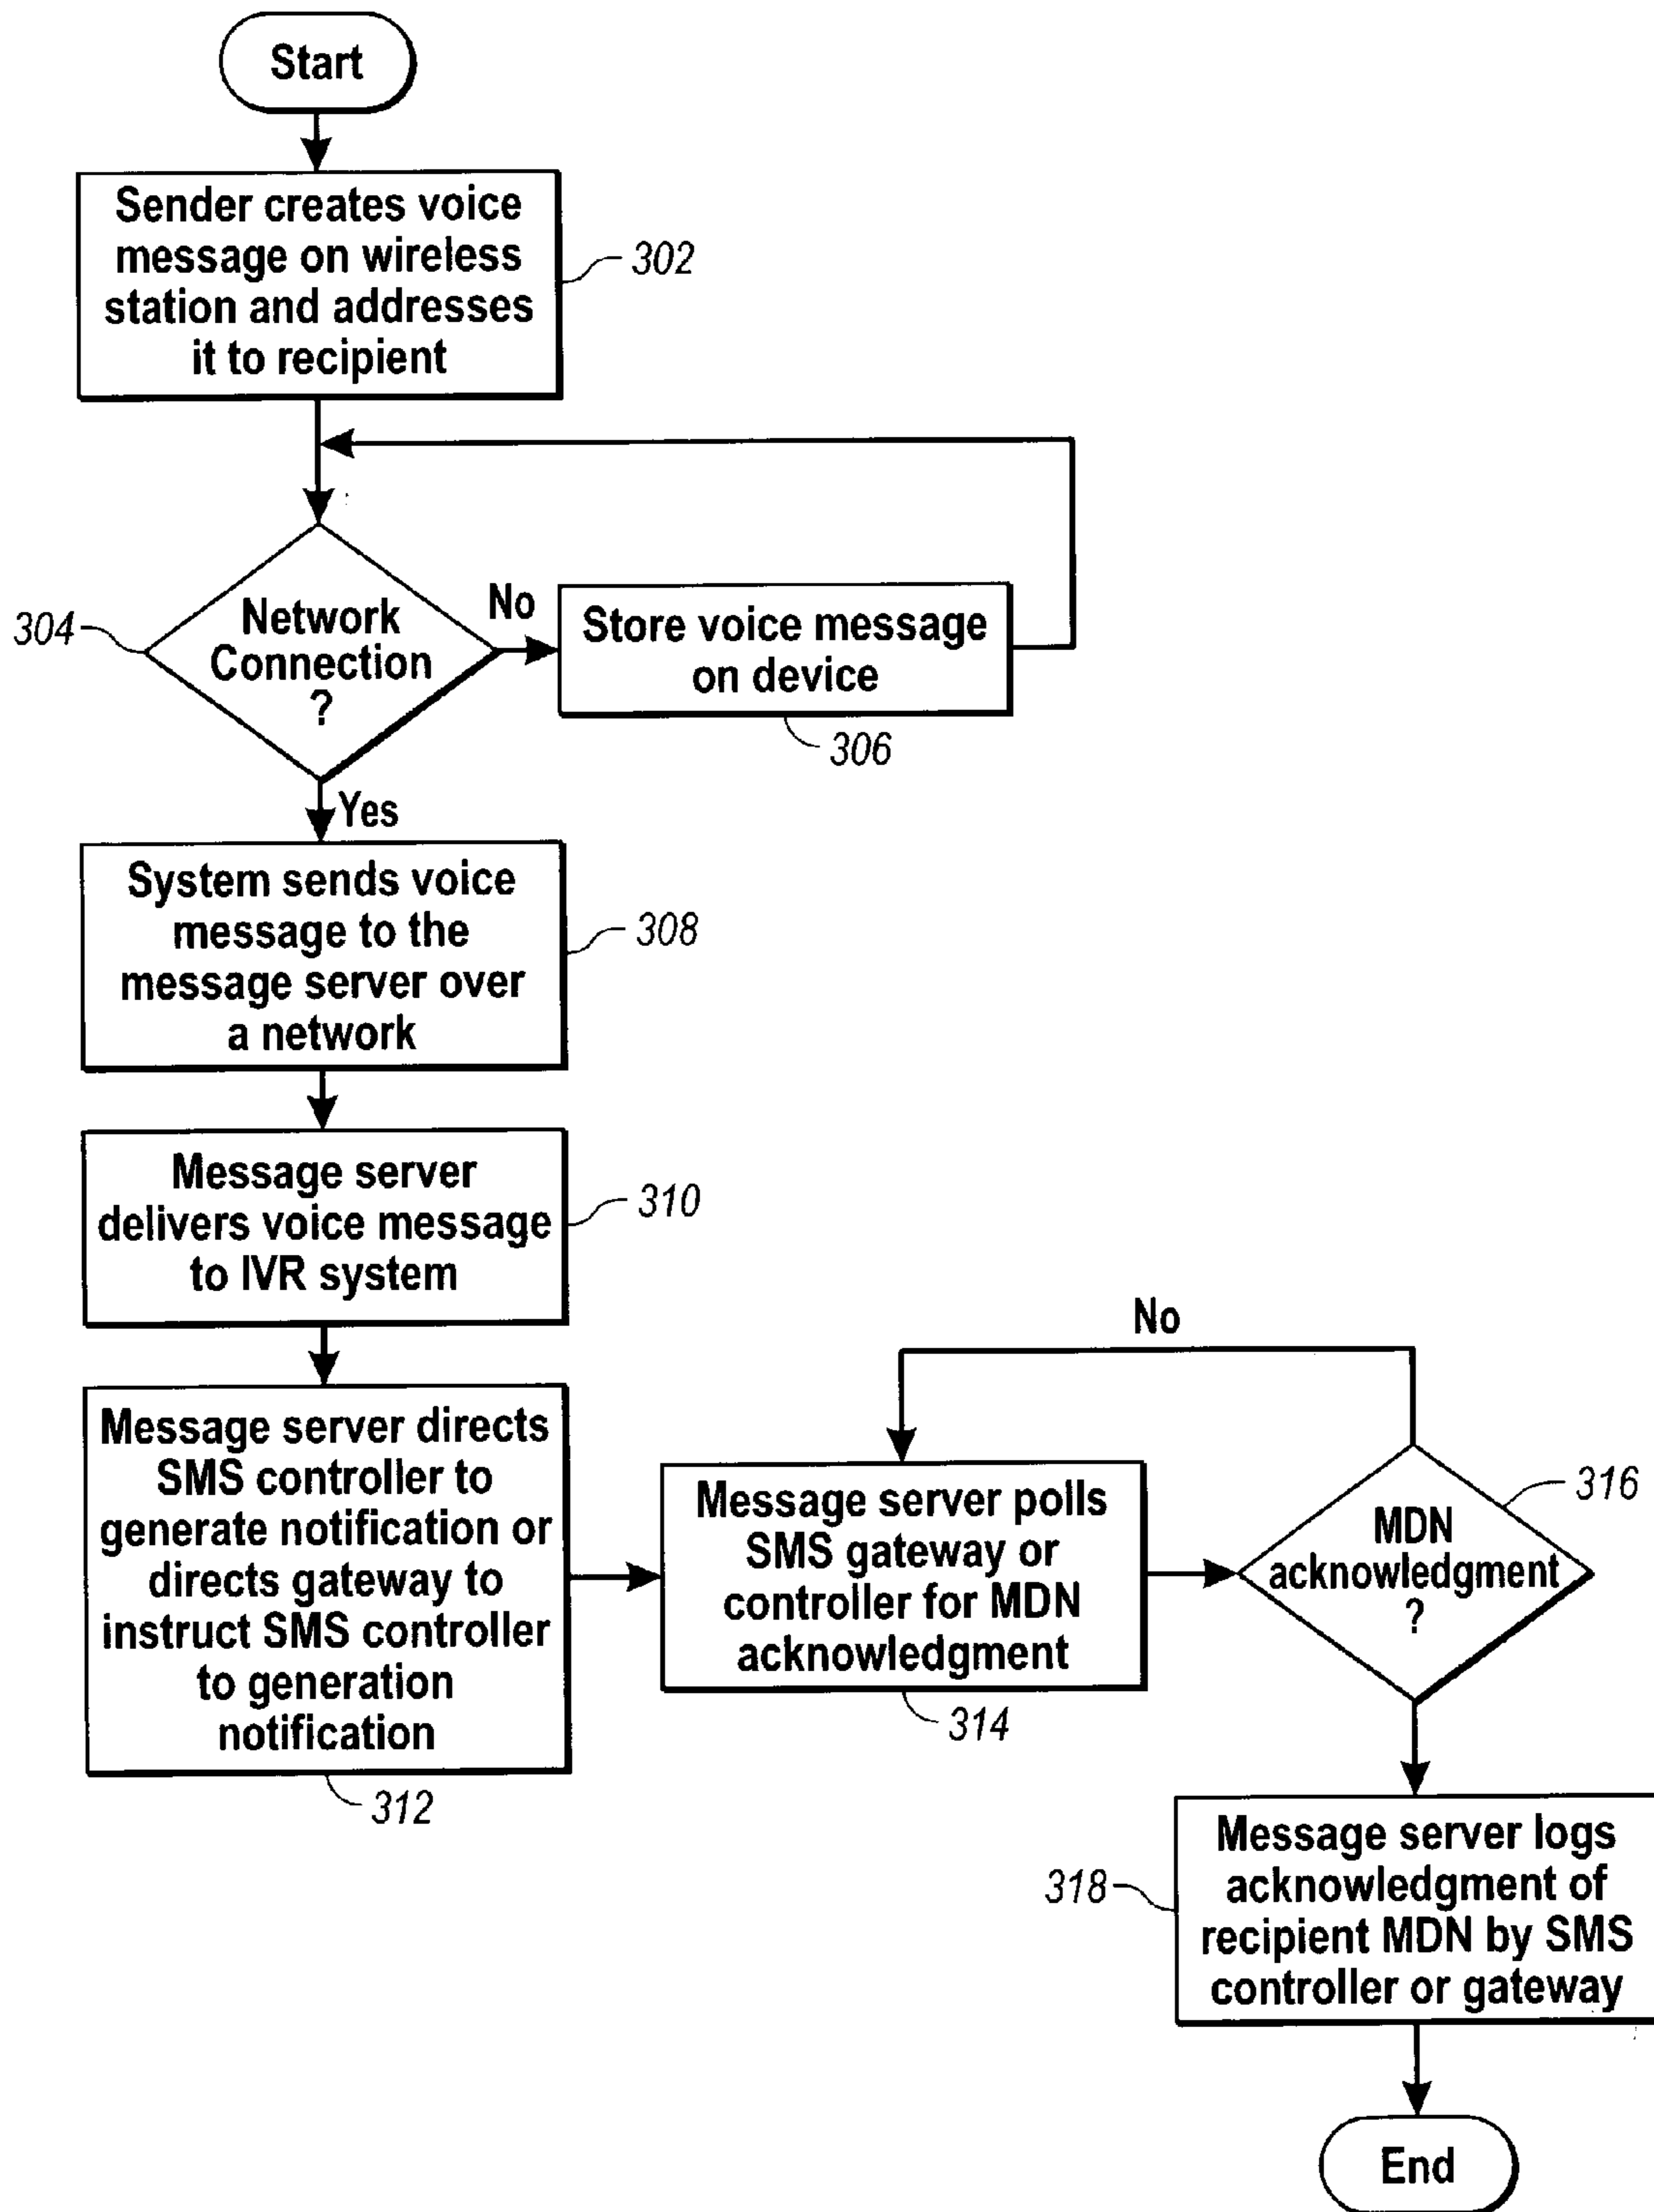 Start
Sender creates voice
message on wireless
station and addresses
it to recipient
302
304
Network
Connection
?
No
Store voice message
on device
306
Yes
System sends voice
message to the
message server over
a network
308
Message server
delivers voice message
to IVR system
310
Message server directs
SMS controller to
generate notification or
directs gateway to
instruct SMS controller
to generation
notification
312
No
Message server polls
SMS gateway or
controller for MDN
acknowledgment
314
MDN
acknowledgment
?
316
318
Message server logs
acknowledgment of
recipient MDN by SMS
controller or gateway
End